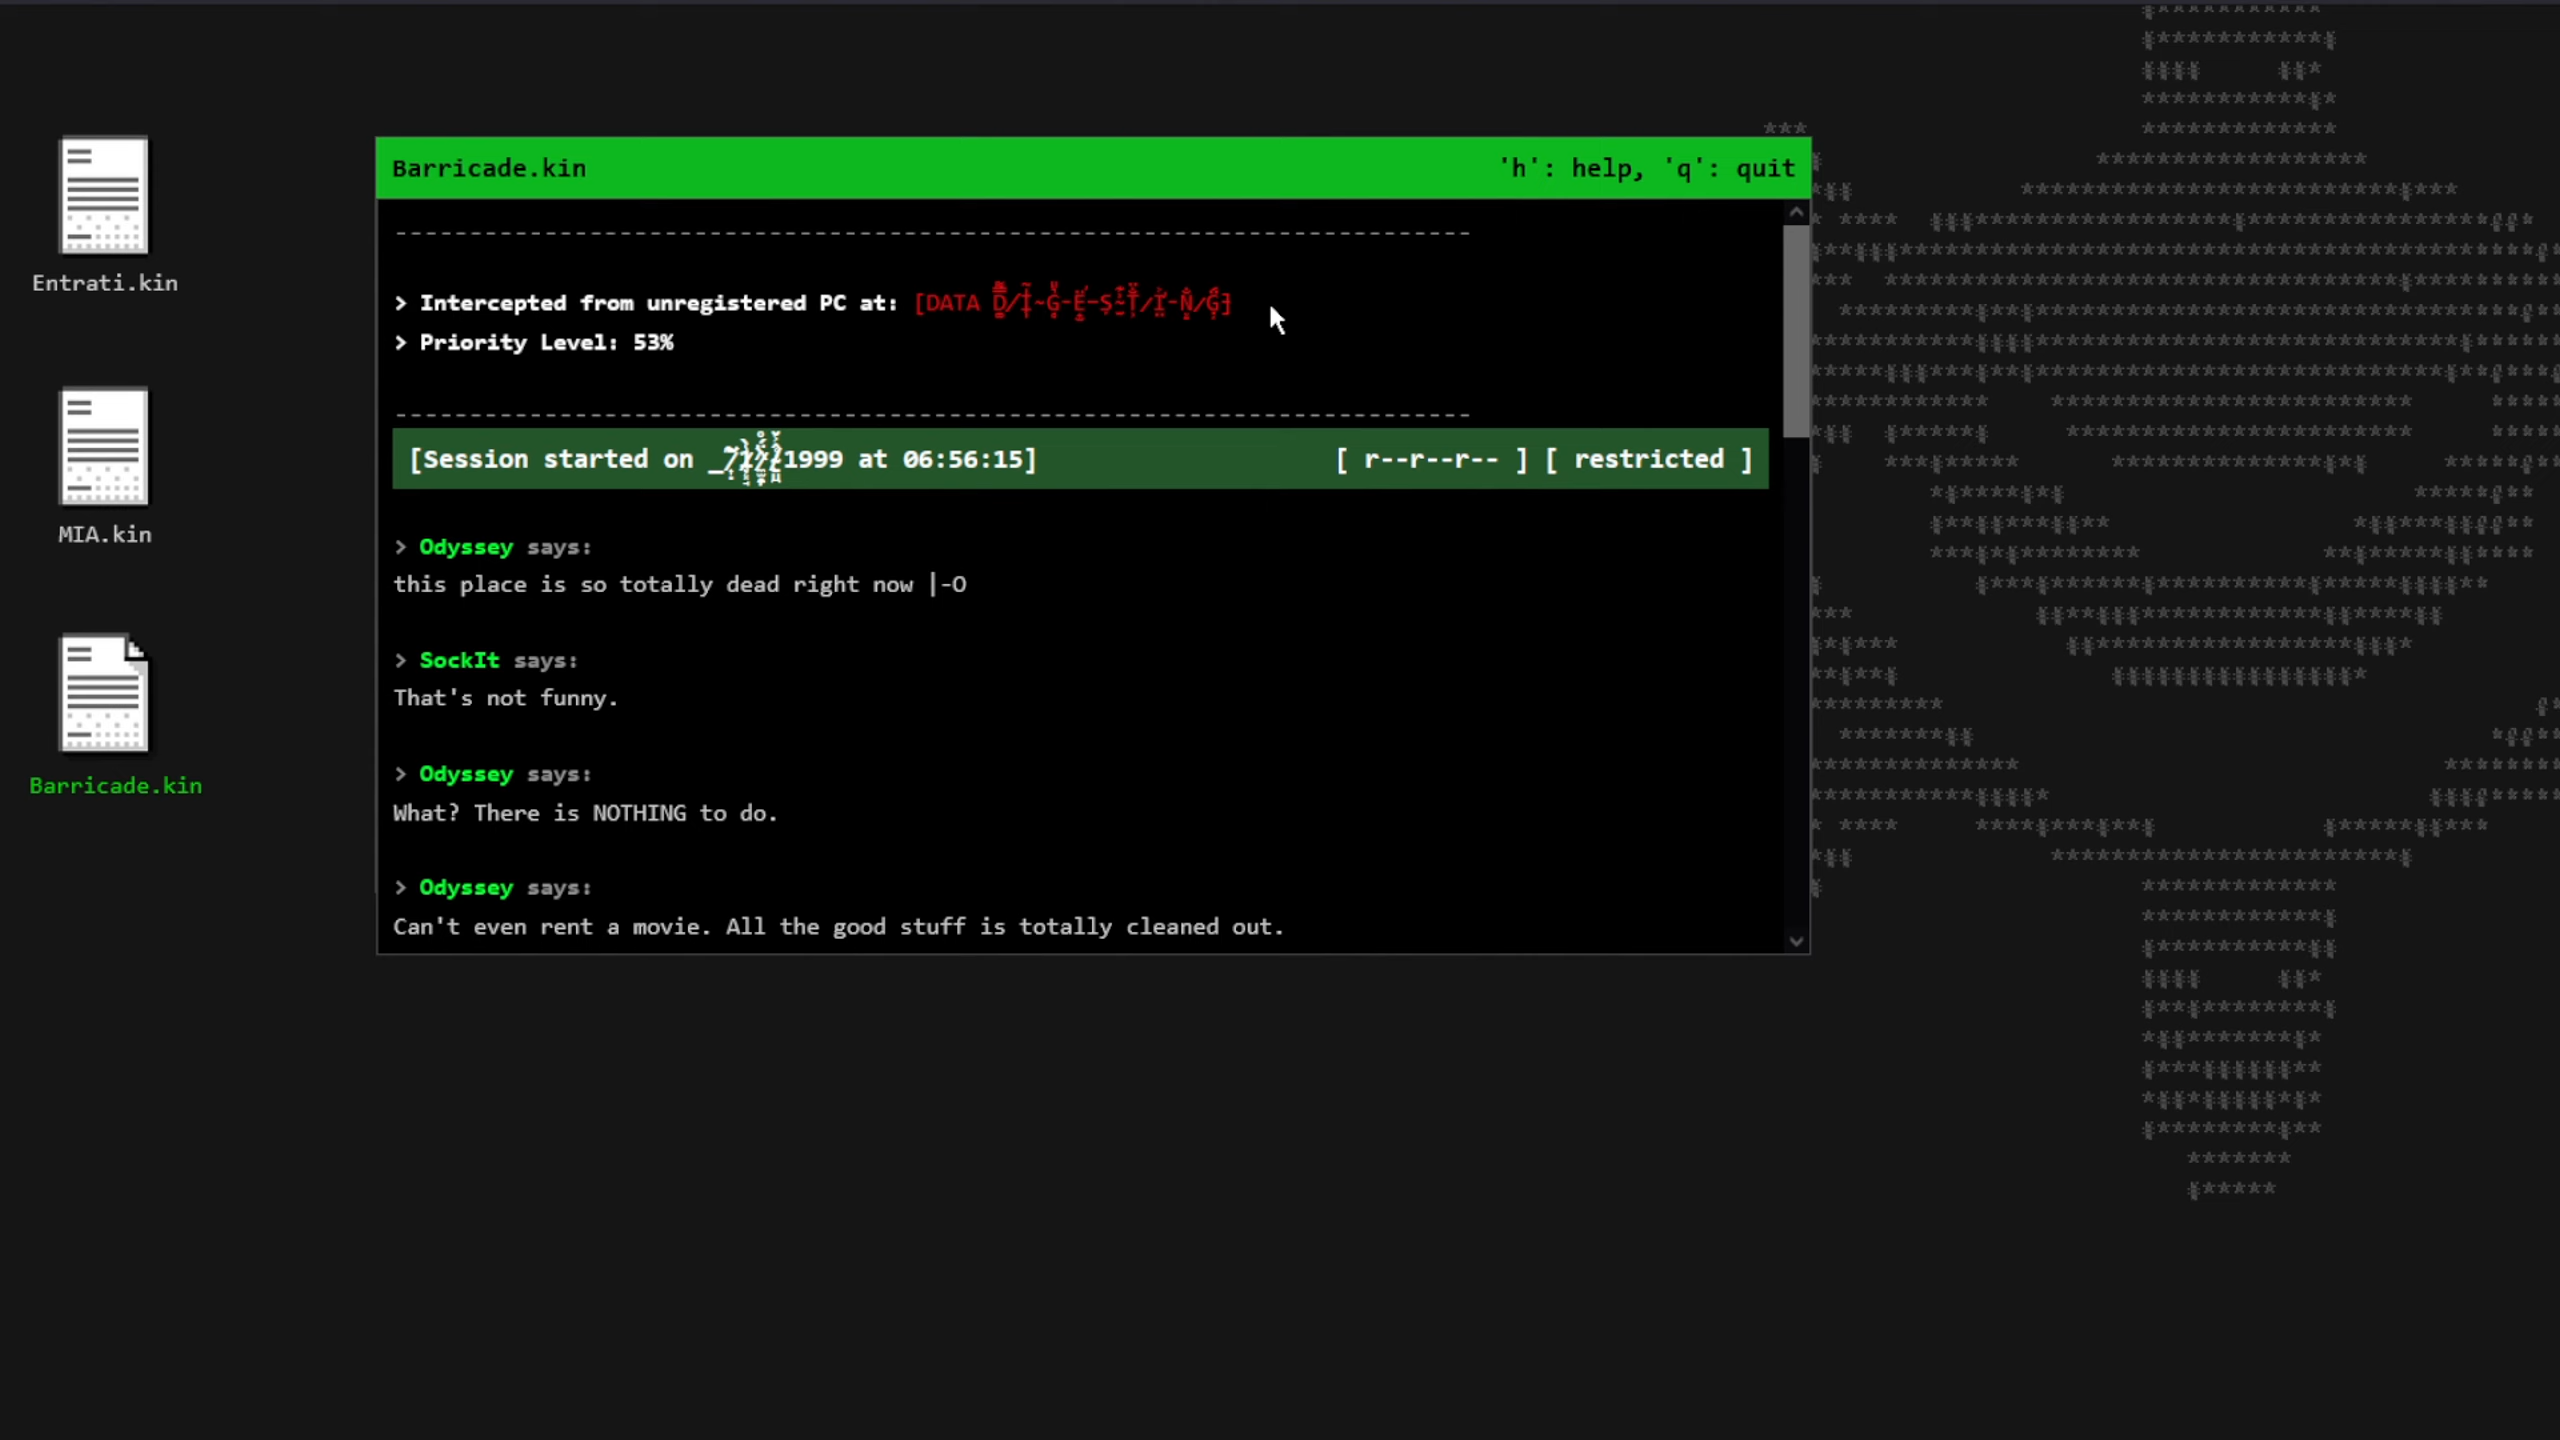 Barricade.kin 'h': help, 'q': quit
--------------------------------------------------------------------------------
> Intercepted from unregistered PC at: [DATA D/I~G-E-S-T/I-N/G]
> Priority Level: 53%
--------------------------------------------------------------------------------
[Session started on 1999 at 06:56:15] [ r--r--r-- ] [ restricted ]
> Odyssey says:
this place is so totally dead right now |-O
> SockIt says:
That's not funny.
> Odyssey says:
What? There is NOTHING to do.
> Odyssey says:
Can't even rent a movie. All the good stuff is totally cleaned out.
Entrati.kin
MIA.kin
Barricade.kin